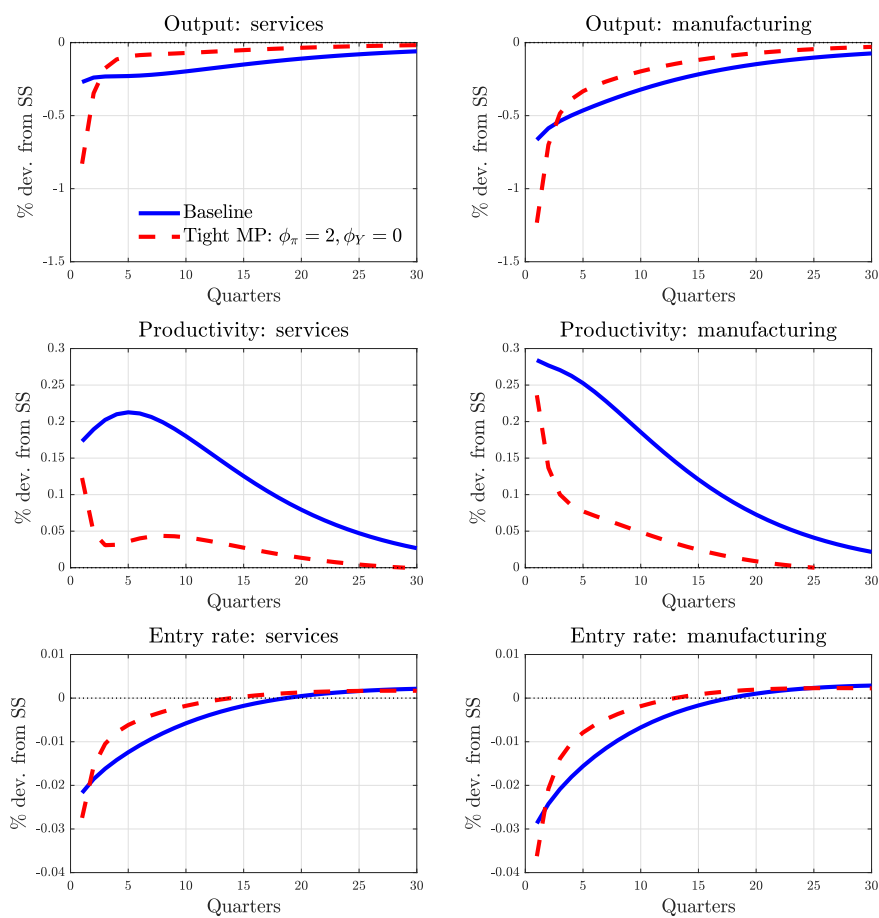 Output: services
Output: manufacturing
% dev. from SS
0
-0.5
-1
-1.5
Baseline
Tight MP: ϕπ = 2, ϕY = 0
0 5 10 15 20 25 30
Quarters
% dev. from SS
0
-0.5
-1
-1.5
0 5 10 15 20 25 30
Quarters
Productivity: services
Productivity: manufacturing
% dev. from SS
0.3
0.25
0.2
0.15
0.1
0.05
0
0 5 10 15 20 25 30
Quarters
% dev. from SS
0.3
0.25
0.2
0.15
0.1
0.05
0
0 5 10 15 20 25 30
Quarters
Entry rate: services
Entry rate: manufacturing
% dev. from SS
0.01
0
-0.01
-0.02
-0.03
-0.04
0 5 10 15 20 25 30
Quarters
% dev. from SS
0.01
0
-0.01
-0.02
-0.03
-0.04
0 5 10 15 20 25 30
Quarters